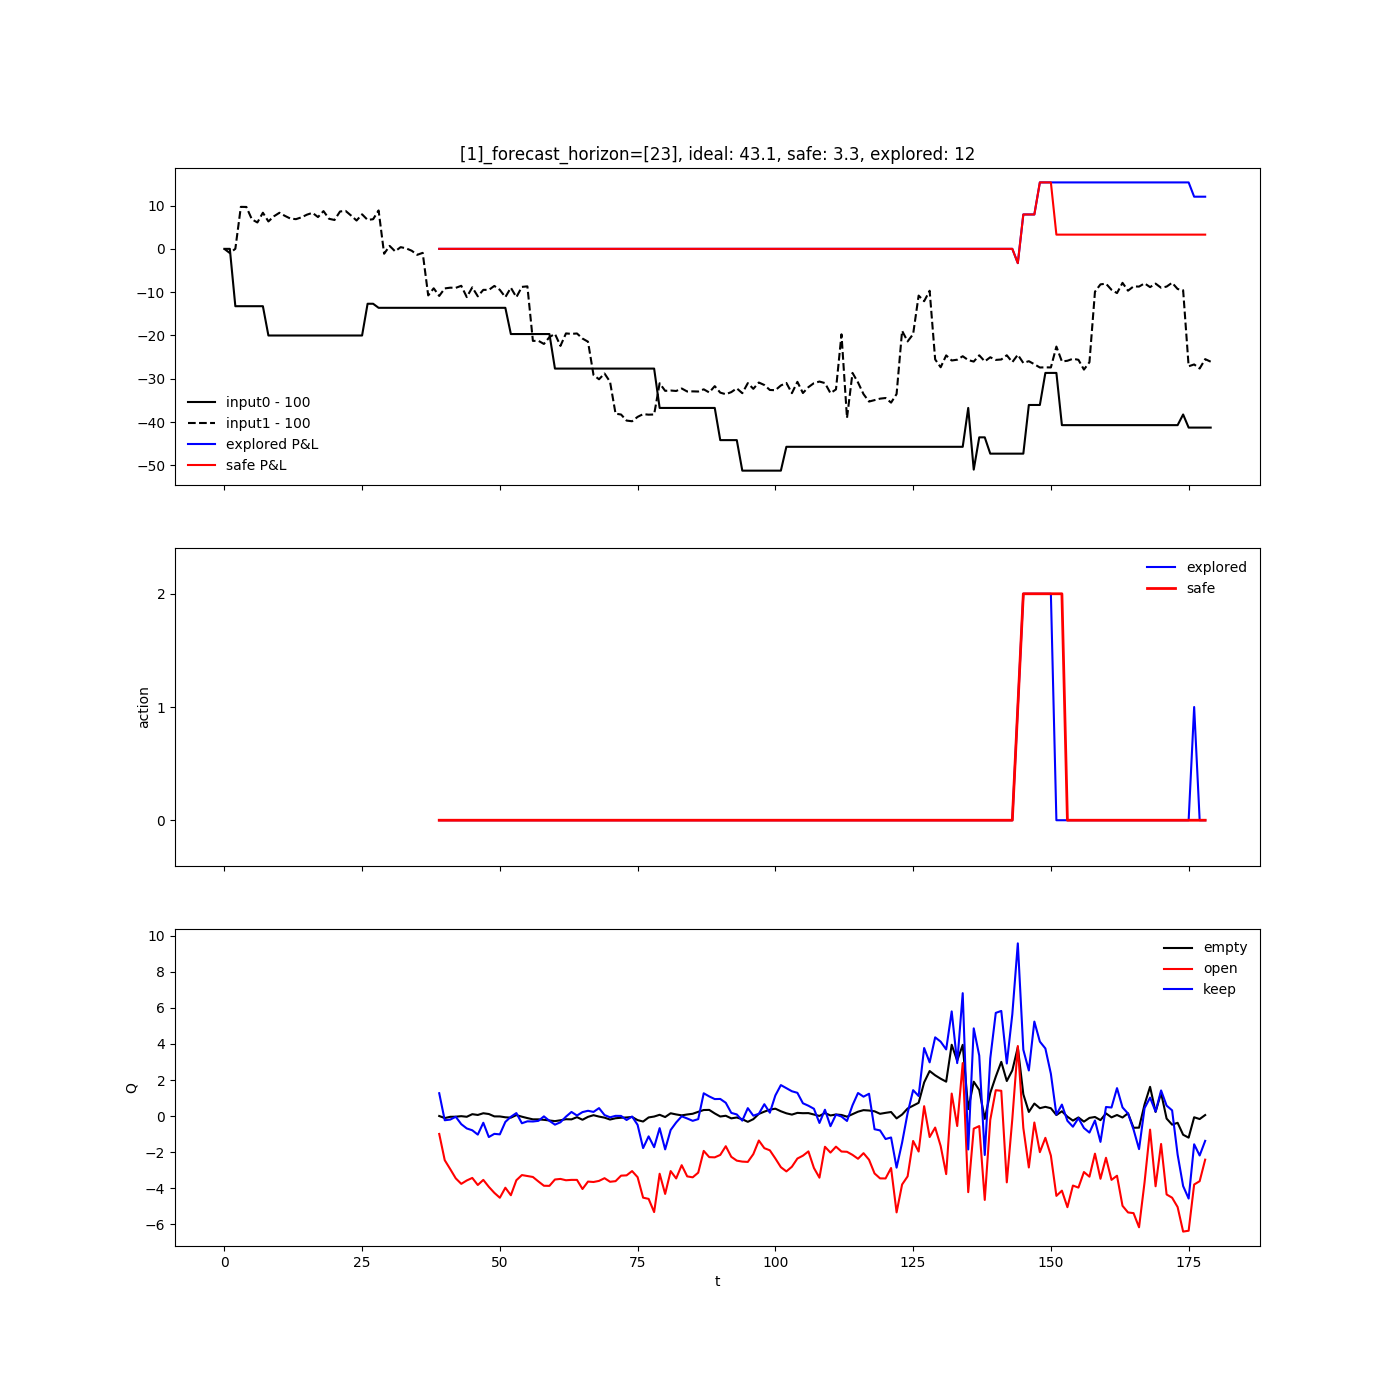 [1]_forecast_horizon=[23], ideal: 43.1, safe: 3.3, explored: 12
10
0
−10
−20
−30
−40
−50
input0 - 100
input1 - 100
explored P&L
safe P&L
2
1
0
action
explored
safe
10
8
6
4
2
0
−2
−4
−6
Q
empty
open
keep
0 25 50 75 100 125 150 175
t